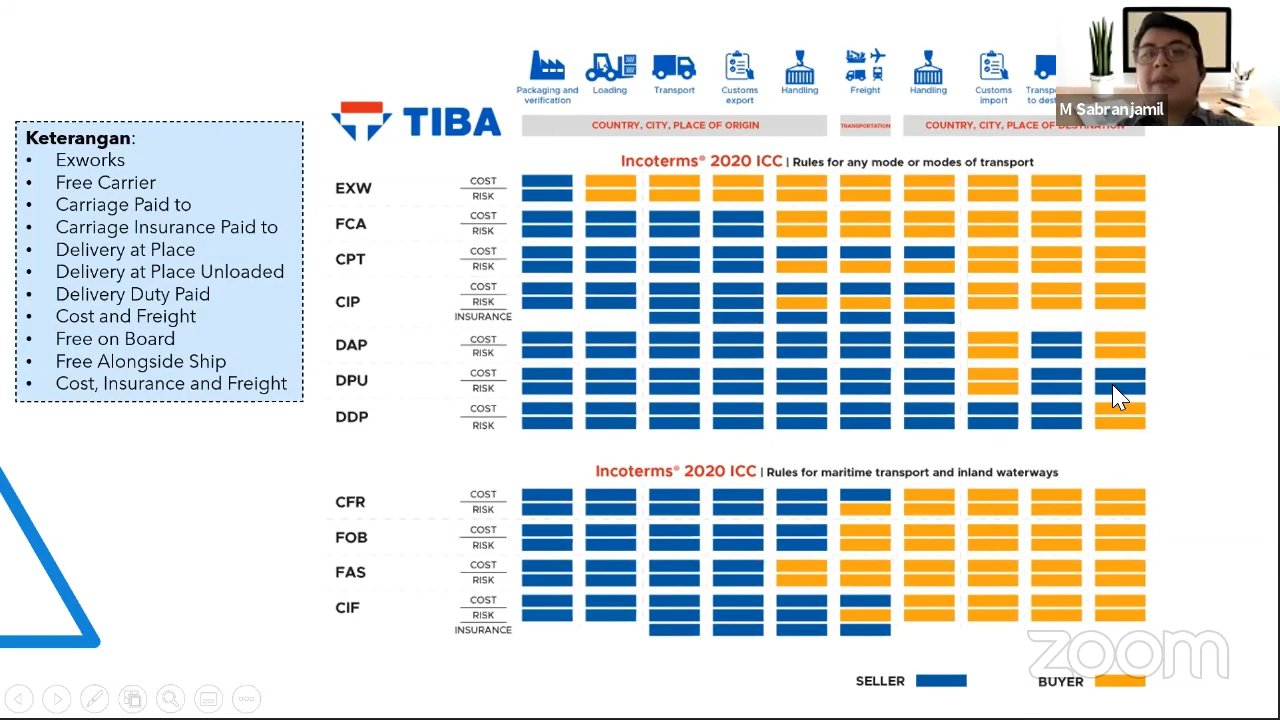 Keterangan:
• Exworks
• Free Carrier
• Carriage Paid to
• Carriage Insurance Paid to
• Delivery at Place
• Delivery at Place Unloaded
• Delivery Duty Paid
• Cost and Freight
• Free on Board
• Free Alongside Ship
• Cost, Insurance and Freight
TIBA
Packaging and verification
Loading
Transport
Customs export
Handling
Freight
Handling
Customs import
M Sabranjamil
COUNTRY, CITY, PLACE OF ORIGIN
TRANSPORTATION
COUNTRY, CITY, PLACE OF DESTINATION
Incoterms® 2020 ICC | Rules for any mode or modes of transport
EXW COST
RISK
FCA COST
RISK
CPT COST
RISK
CIP COST
RISK
INSURANCE
DAP COST
RISK
DPU COST
RISK
DDP COST
RISK
Incoterms® 2020 ICC | Rules for maritime transport and inland waterways
CFR COST
RISK
FOB COST
RISK
FAS COST
RISK
CIF COST
RISK
INSURANCE
SELLER
BUYER
zoom